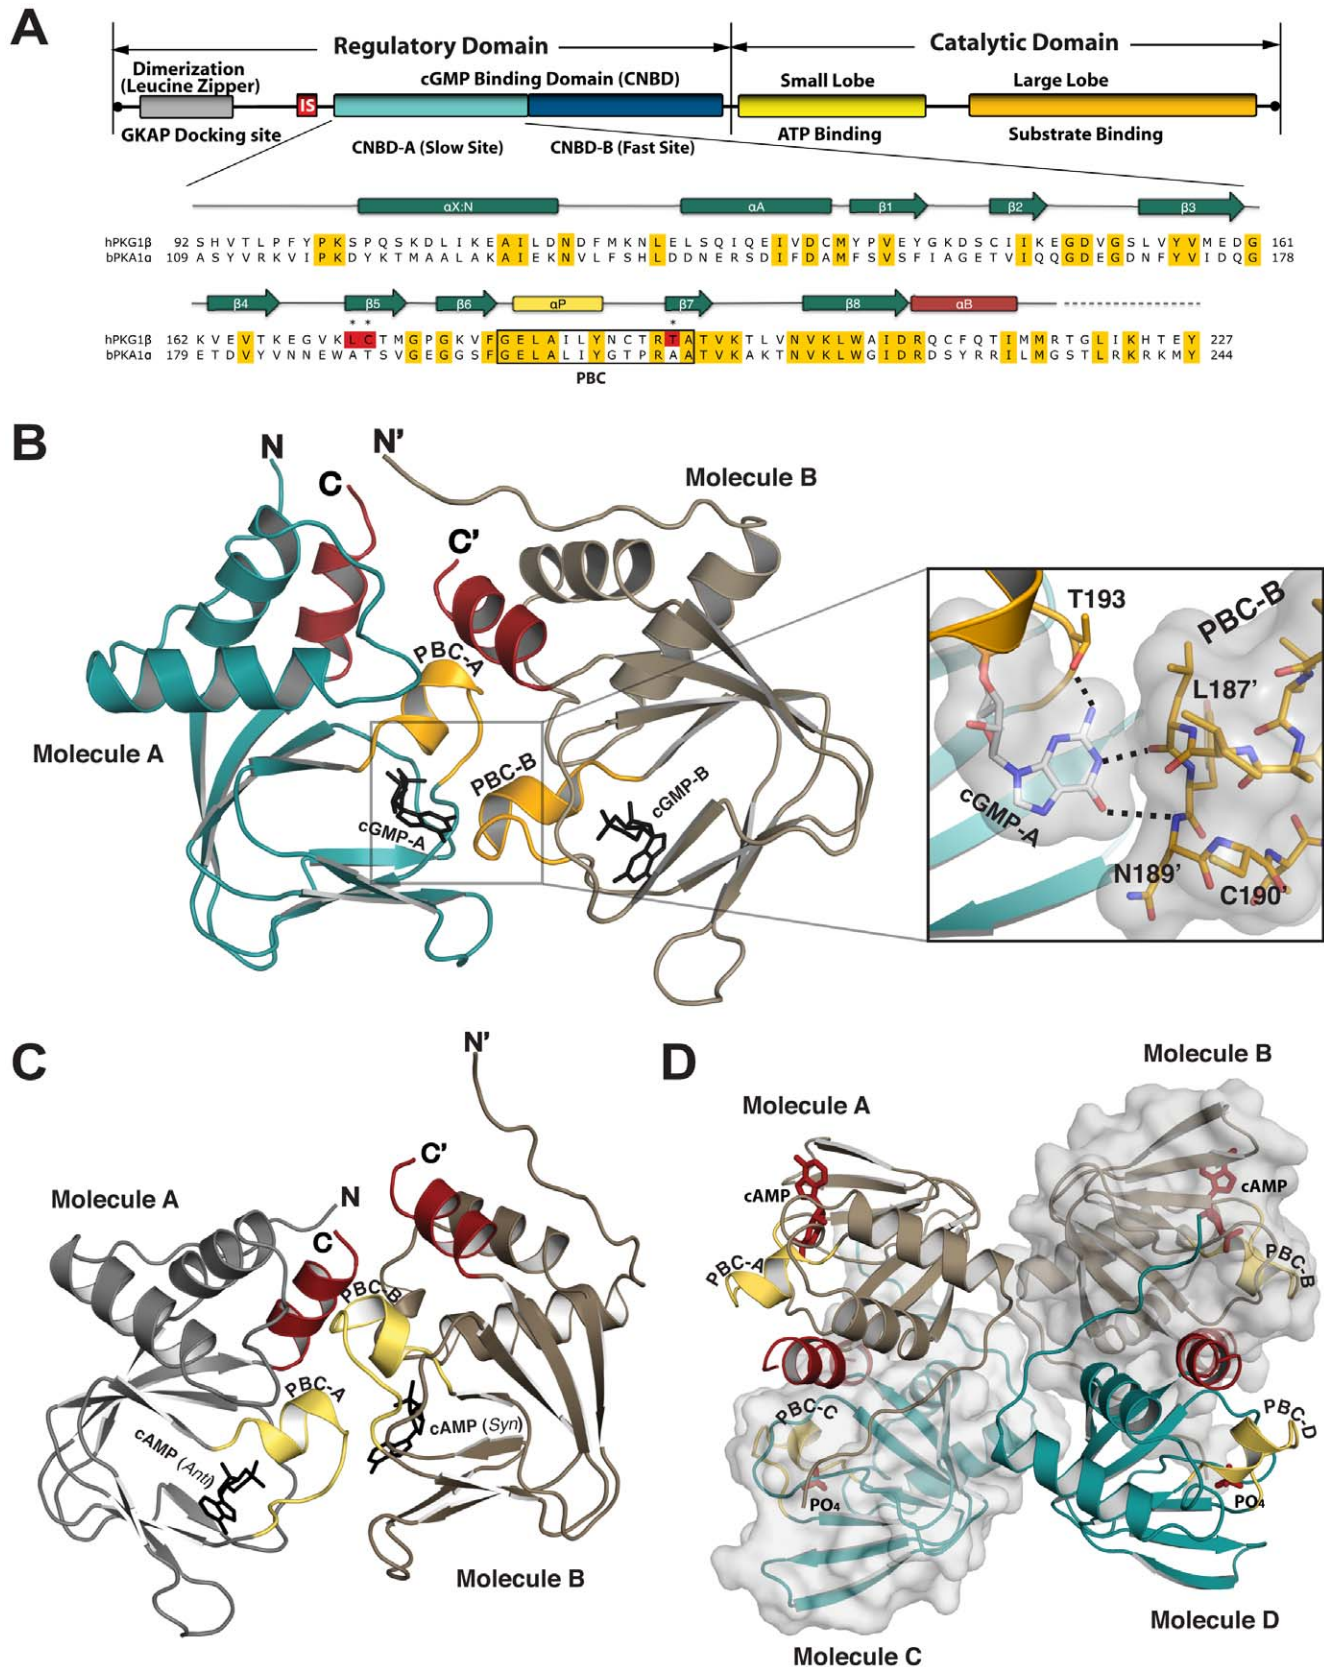 A
Regulatory Domain
Catalytic Domain
Dimerization
(Leucine Zipper)
cGMP Binding Domain (CNBD)
Small Lobe
Large Lobe
IS
GKAP Docking site
ATP Binding
Substrate Binding
CNBD-A (Slow Site)
CNBD-B (Fast Site)
αX:N
αA
β1
β2
β3
hPKG1β 92 SHVTLPFYPKSPQSKDLIKEAILDNDFMKNLELSQIQEIVDCMYPVEYGKDSCIIKEGDVGSLVYVMEDG 161
bPKA1α 109 ASYVRKVIPKDYKTMAALAKAIEKNVLFSHLDDNERSDIFDAMFSVSFIAGETVIQQGDEGDNFYVIDQG 178
β4
β5
β6
αP
β7
β8
αB
* * *
hPKG1β 162 KVEVTKEGVKLCTMGPGKVFGELAILYNCTRTATVKTLVNVKLWAIDRQCFQTIMMRTGLIKHTEY 227
bPKA1α 179 ETDVYVNNEWATSVGEGGSFGELALIYGTPRAATVKAKTNVKLWGIDRDSYRRILMGSTLRKRKMY 244
PBC
B
N
N'
C
Molecule B
C'
PBC-A
Molecule A
PBC-B
cGMP-A
cGMP-B
T193
PBC-B
L187'
cGMP-A
N189'
C190'
C
N'
C'
Molecule A
N
C
PBC-B
PBC-A
cAMP (Anti)
cAMP (Syn)
Molecule B
D
Molecule B
Molecule A
cAMP
cAMP
PBC-A
PBC-B
PBC-C
PBC-D
PO4
PO4
Molecule D
Molecule C